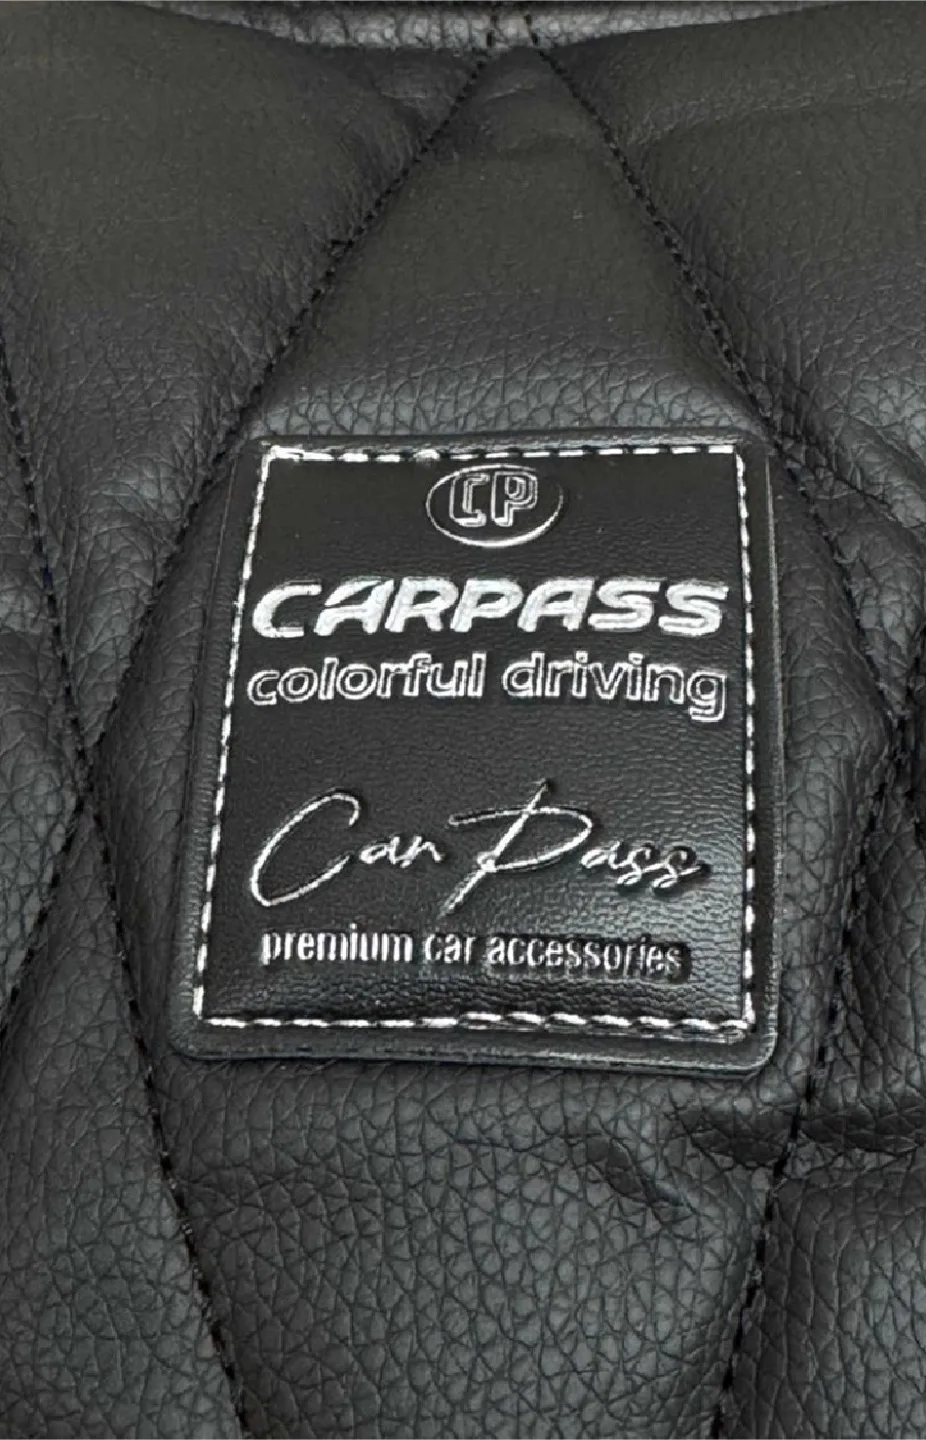 CP
CARPASS
colorful driving
Car Pass
premium car accessories